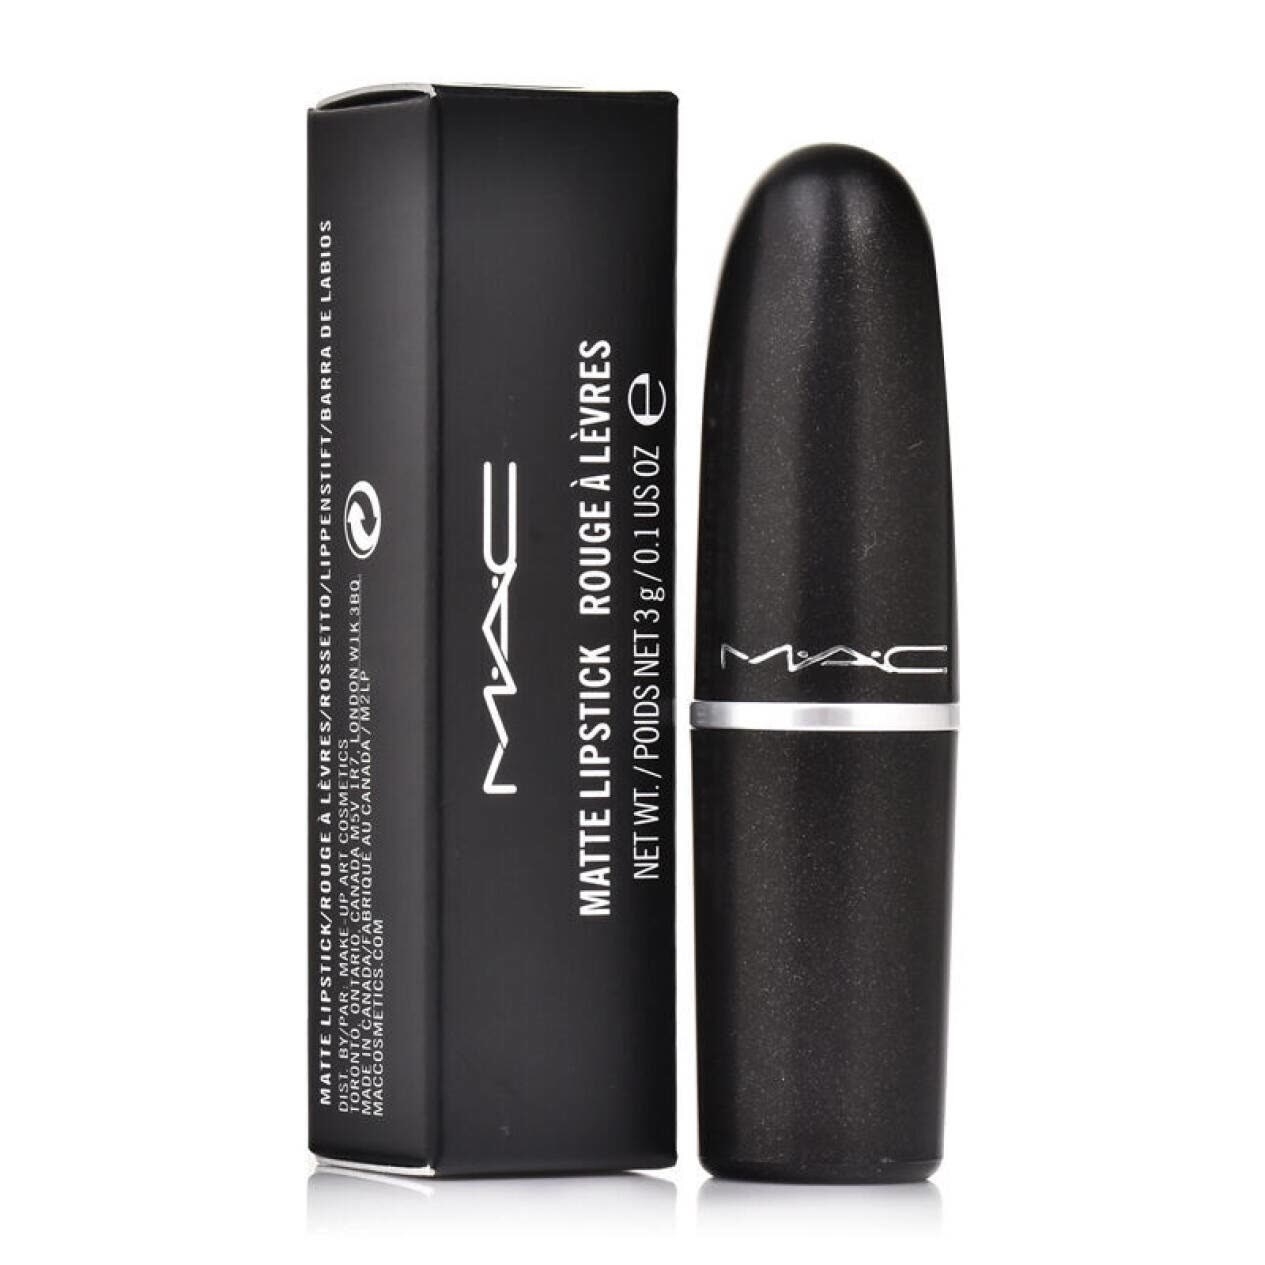 MATTE LIPSTICK/ROUGE À LÈVRES/ROSSETTO/LIPPENSTIFT/BARRA DE LABIOS
DIST. BY/PAR: MAKE-UP ART COSMETICS
TORONTO, ONTARIO, CANADA M5V 1R7, LONDON W1K 3BQ
MADE IN CANADA/FABRIQUÉ AU CANADA / M2LP
MACCOSMETICS.COM
M·A·C
MATTE LIPSTICK ROUGE À LÈVRES
NET WT. / POIDS NET 3 g / 0.1 US OZ e
M·A·C